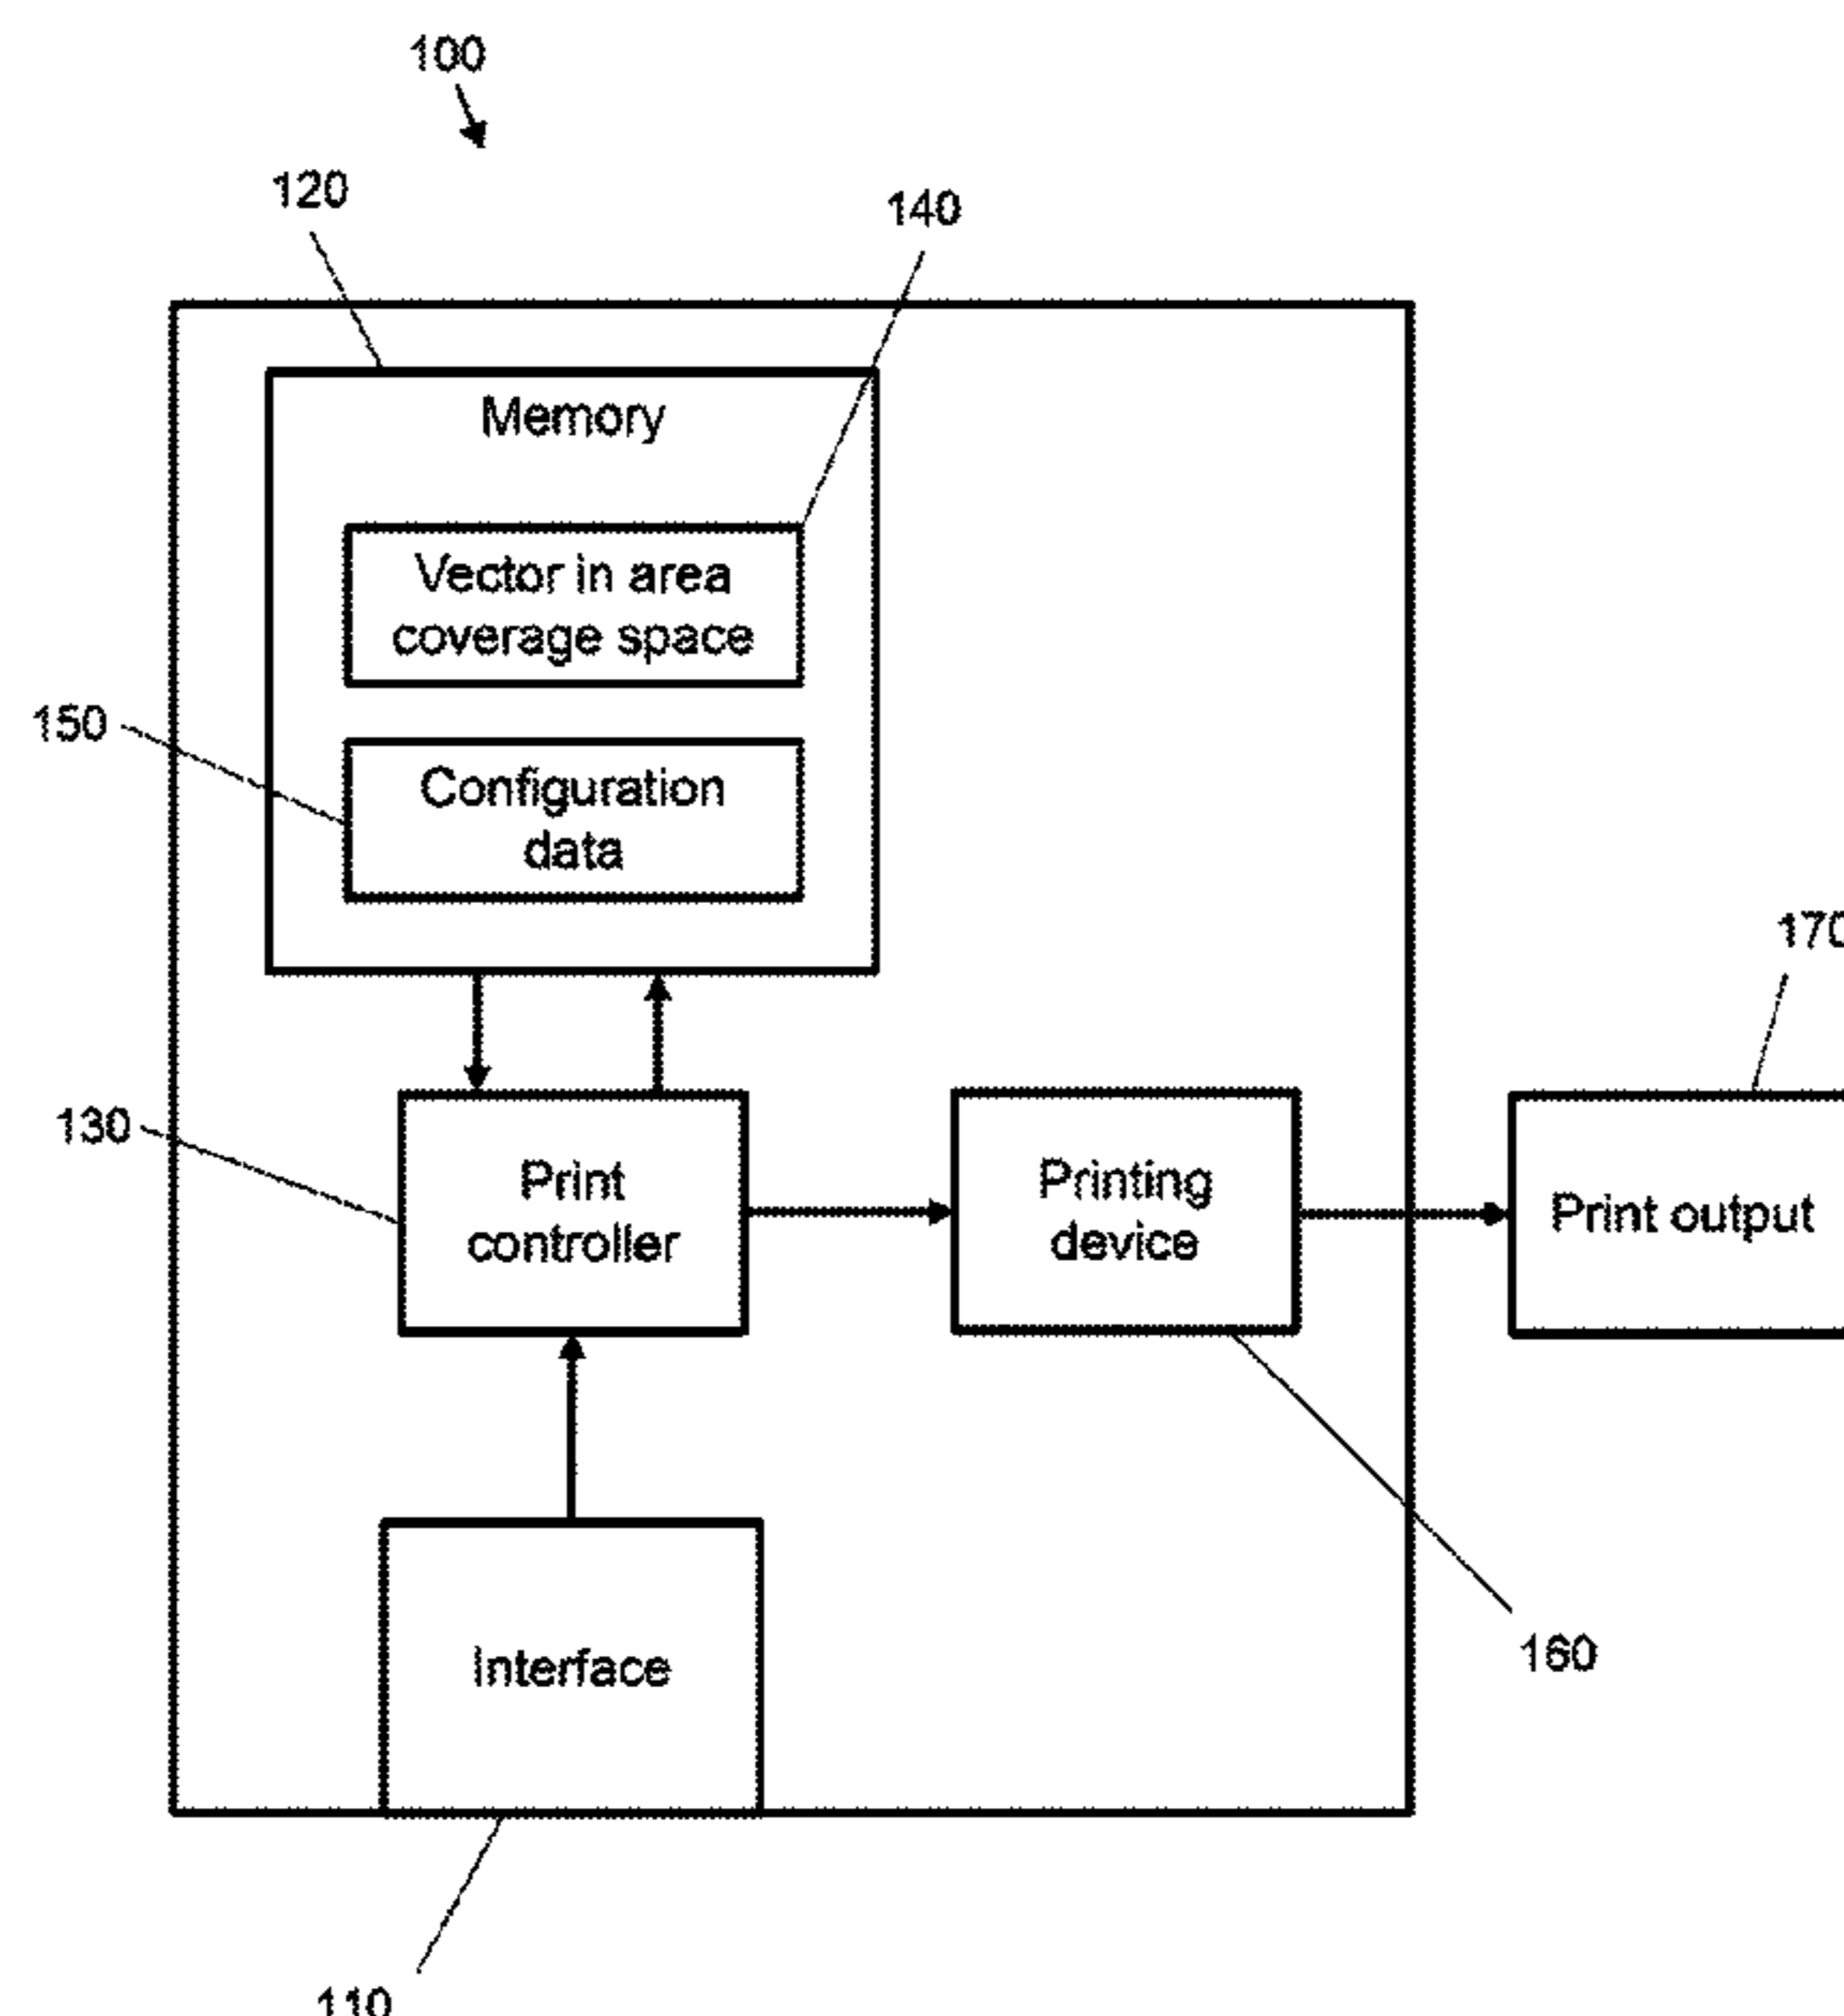 100
120
140
Memory
Vector in area
coverage space
150
Configuration
data
170
130
Print
controller
Printing
device
Print output
160
Interface
110